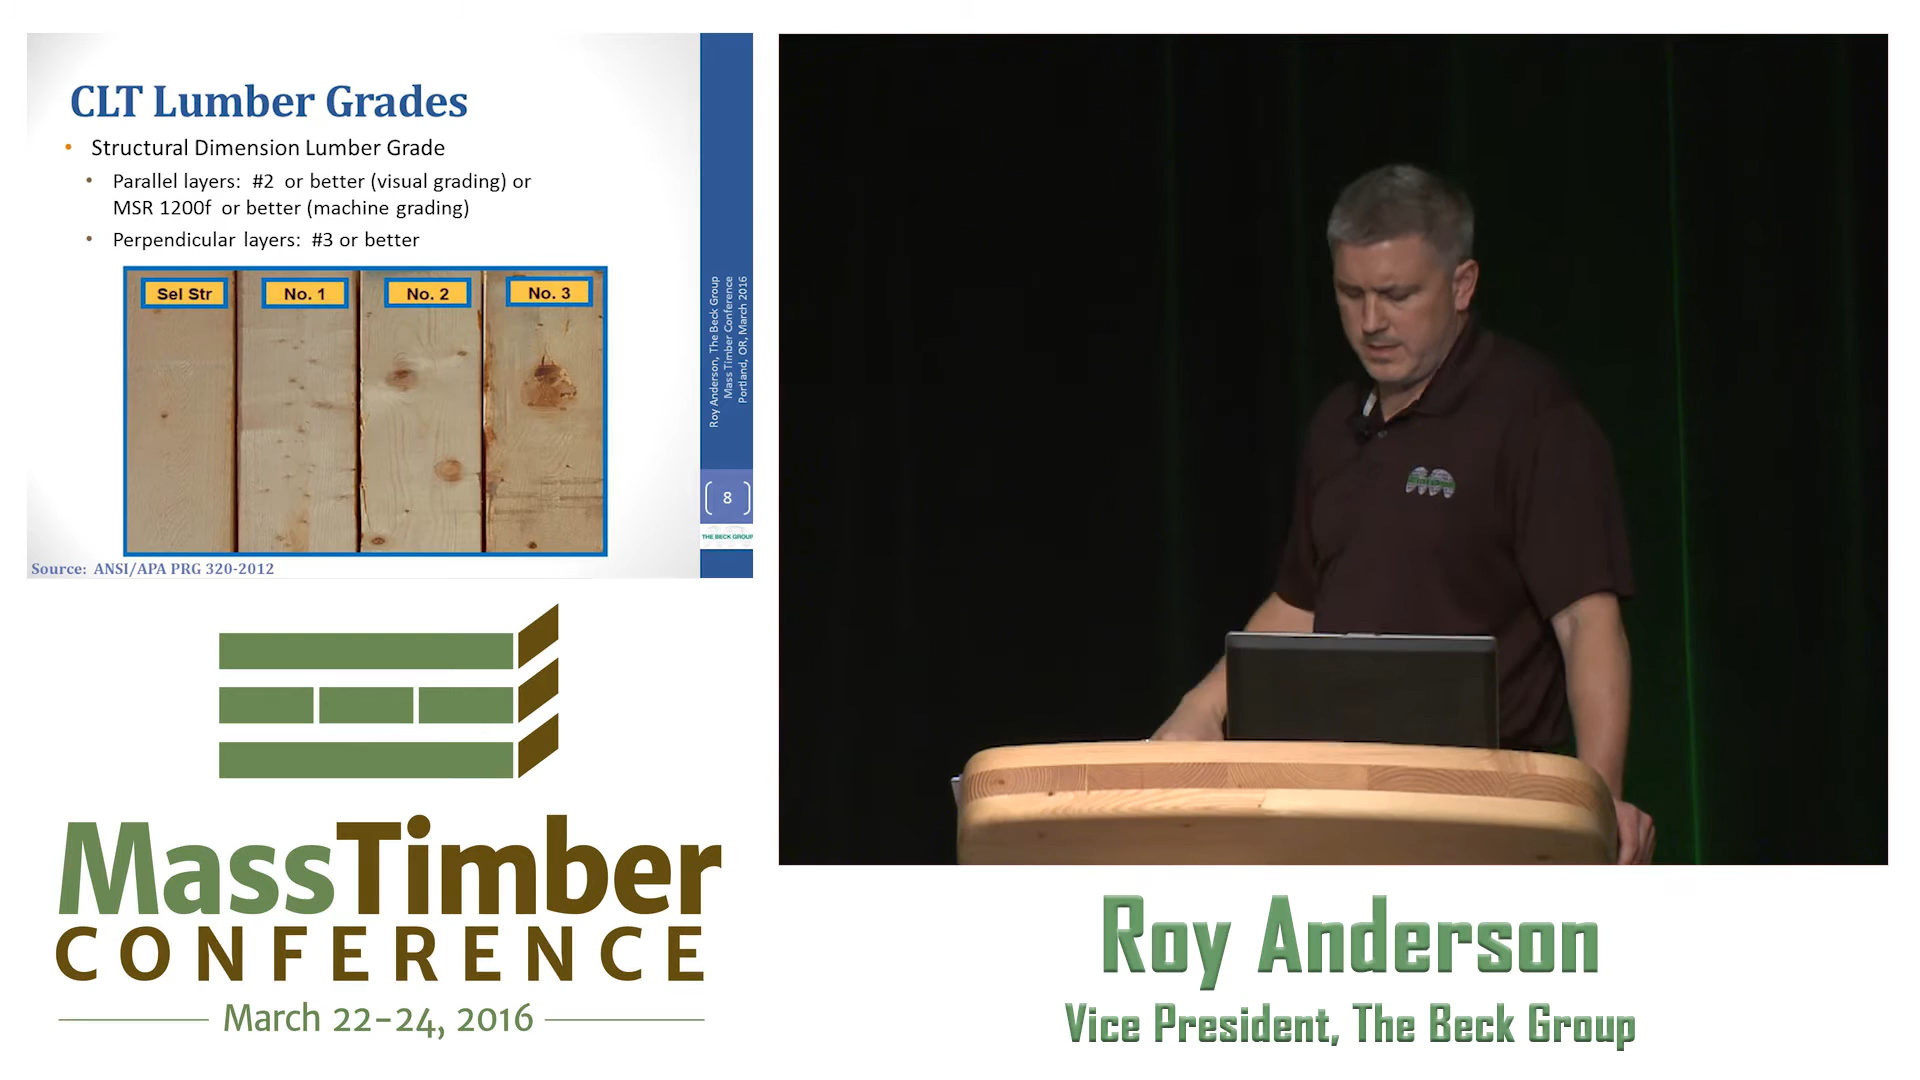 CLT Lumber Grades
• Structural Dimension Lumber Grade
• Parallel layers: #2 or better (visual grading) or
MSR 1200f or better (machine grading)
• Perpendicular layers: #3 or better
Sel Str
No. 1
No. 2
No. 3
Source: ANSI/APA PRG 320-2012
Roy Anderson, The Beck Group
Mass Timber Conference
Portland, OR, March 2016
8
THE BECK GROUP
MassTimber
CONFERENCE
March 22-24, 2016
Roy Anderson
Vice President, The Beck Group